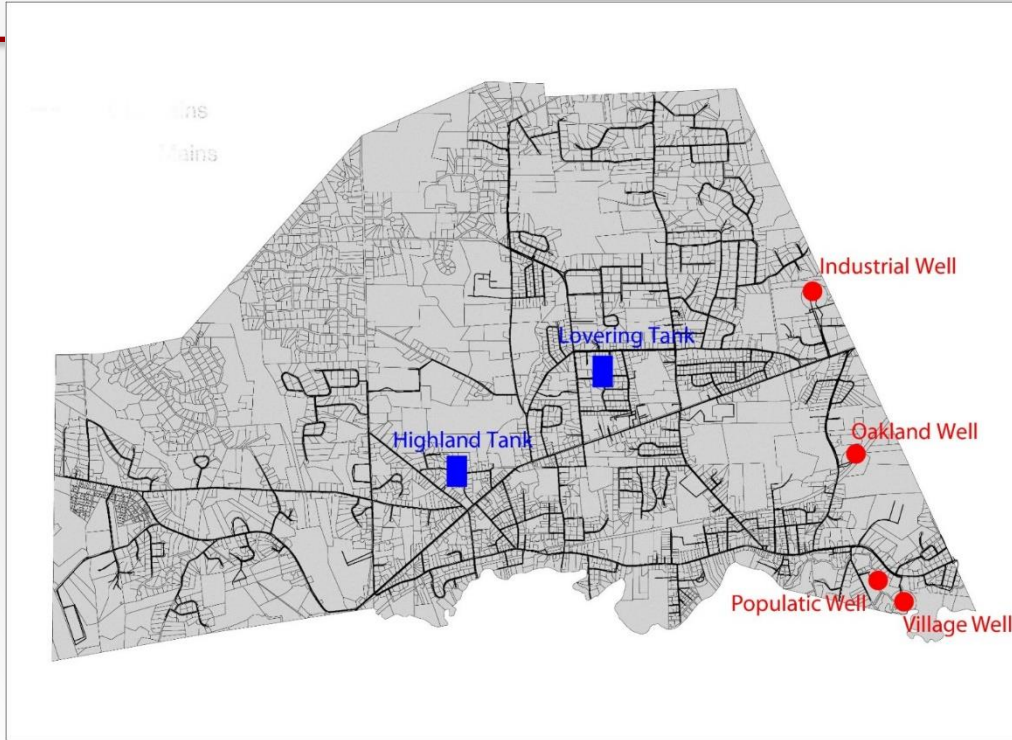 Mains
Industrial Well
Lovering Tank
Highland Tank
Oakland Well
Populatic Well
Village Well